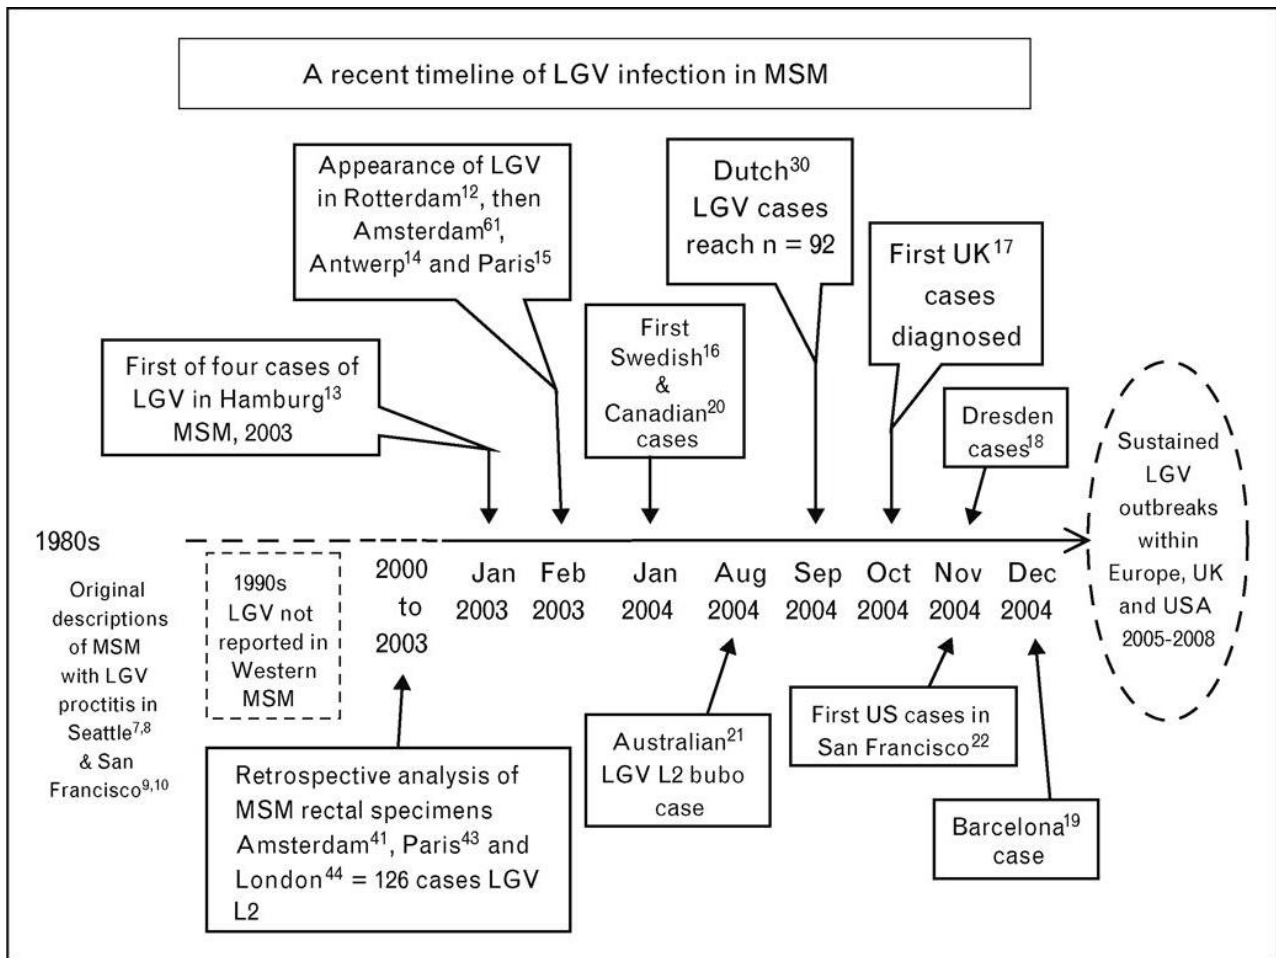 A recent timeline of LGV infection in MSM
Appearance of LGV
in Rotterdam12, then
Amsterdam61,
Antwerp14 and Paris15
Dutch30
LGV cases
reach n = 92
First UK17
cases
diagnosed
First of four cases of
LGV in Hamburg13
MSM, 2003
First
Swedish16
&
Canadian20
cases
Dresden
cases18
Sustained
LGV
outbreaks
within
Europe, UK
and USA
2005-2008
1980s
Original
descriptions
of MSM
with LGV
proctitis in
Seattle7,8
& San
Francisco9,10
1990s
LGV not
reported in
Western
MSM
2000
to
2003
Jan
2003
Feb
2003
Jan
2004
Aug
2004
Sep
2004
Oct
2004
Nov
2004
Dec
2004
Retrospective analysis of
MSM rectal specimens
Amsterdam41, Paris43 and
London44 = 126 cases LGV
L2
Australian21
LGV L2 bubo
case
First US cases in
San Francisco22
Barcelona19
case